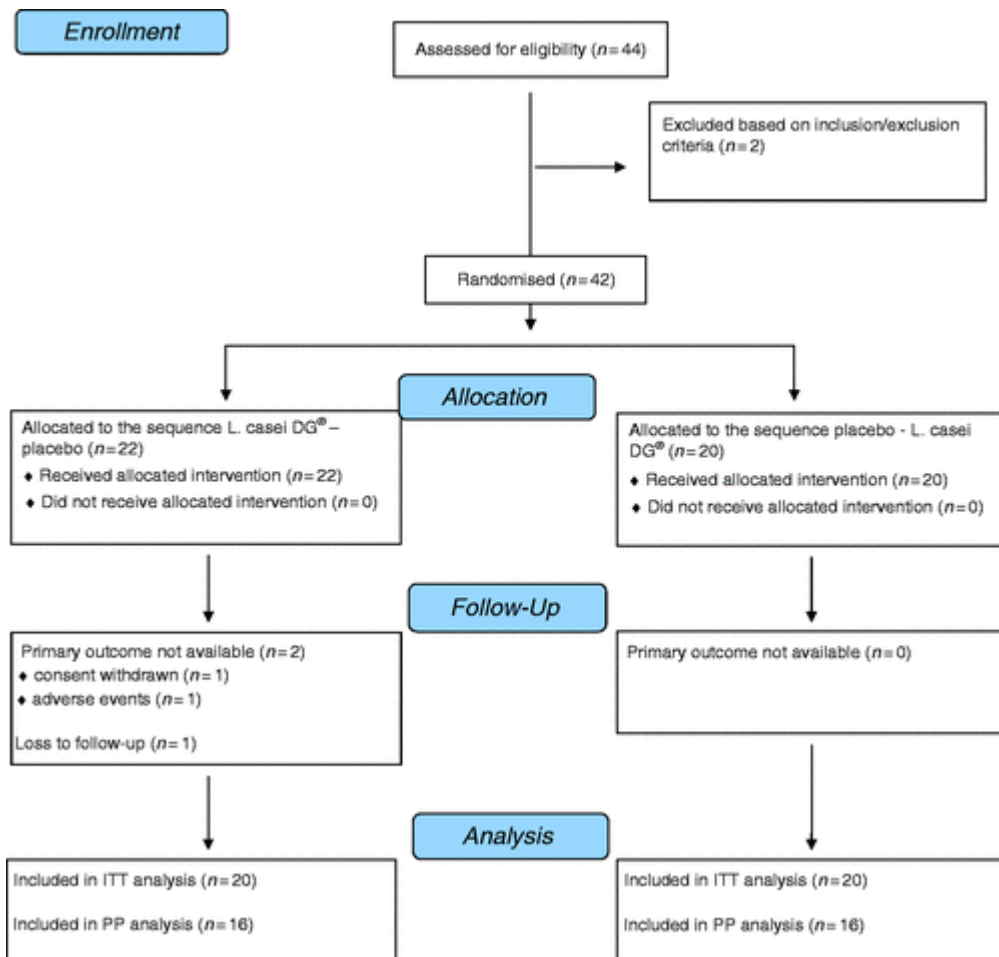 Enrollment
Assessed for eligibility (n=44)
Excluded based on inclusion/exclusion
criteria (n=2)
Randomised (n=42)
Allocation
Allocated to the sequence L. casei DG® –
placebo (n=22)
♦ Received allocated intervention (n=22)
♦ Did not receive allocated intervention (n=0)
Allocated to the sequence placebo - L. casei
DG® (n=20)
♦ Received allocated intervention (n=20)
♦ Did not receive allocated intervention (n=0)
Follow-Up
Primary outcome not available (n=2)
♦ consent withdrawn (n=1)
♦ adverse events (n=1)
Loss to follow-up (n=1)
Primary outcome not available (n=0)
Analysis
Included in ITT analysis (n=20)
Included in PP analysis (n=16)
Included in ITT analysis (n=20)
Included in PP analysis (n=16)